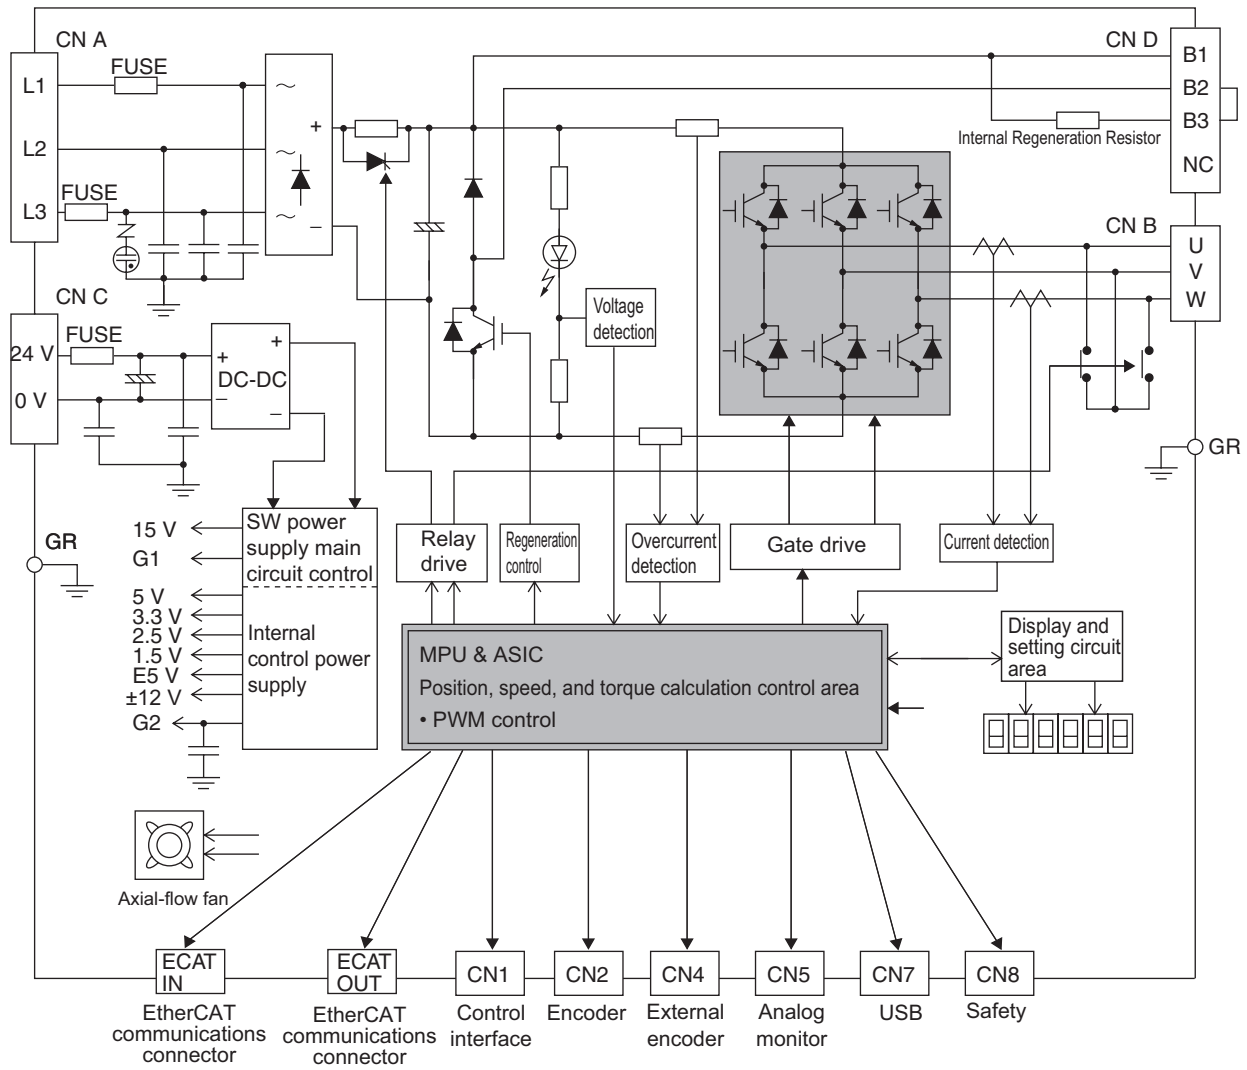 CN A
FUSE
L1
L2
FUSE
L3
+
−
CN D
B1
B2
B3
Internal Regeneration Resistor
NC
CN B
U
V
W
CN C
FUSE
24 V
0 V
+
+
DC-DC
−
−
Voltage
detection
GR
GR
SW power
supply main
circuit control
15 V
G1
5 V
3.3 V
2.5 V
1.5 V
E5 V
±12 V
G2
Internal
control power
supply
Relay
drive
Regeneration
control
Overcurrent
detection
Gate drive
Current detection
MPU & ASIC
Position, speed, and torque calculation control area
• PWM control
Display and
setting circuit
area
Axial-flow fan
ECAT
IN
EtherCAT
communications
connector
ECAT
OUT
EtherCAT
communications
connector
CN1
Control
interface
CN2
Encoder
CN4
External
encoder
CN5
Analog
monitor
CN7
USB
CN8
Safety